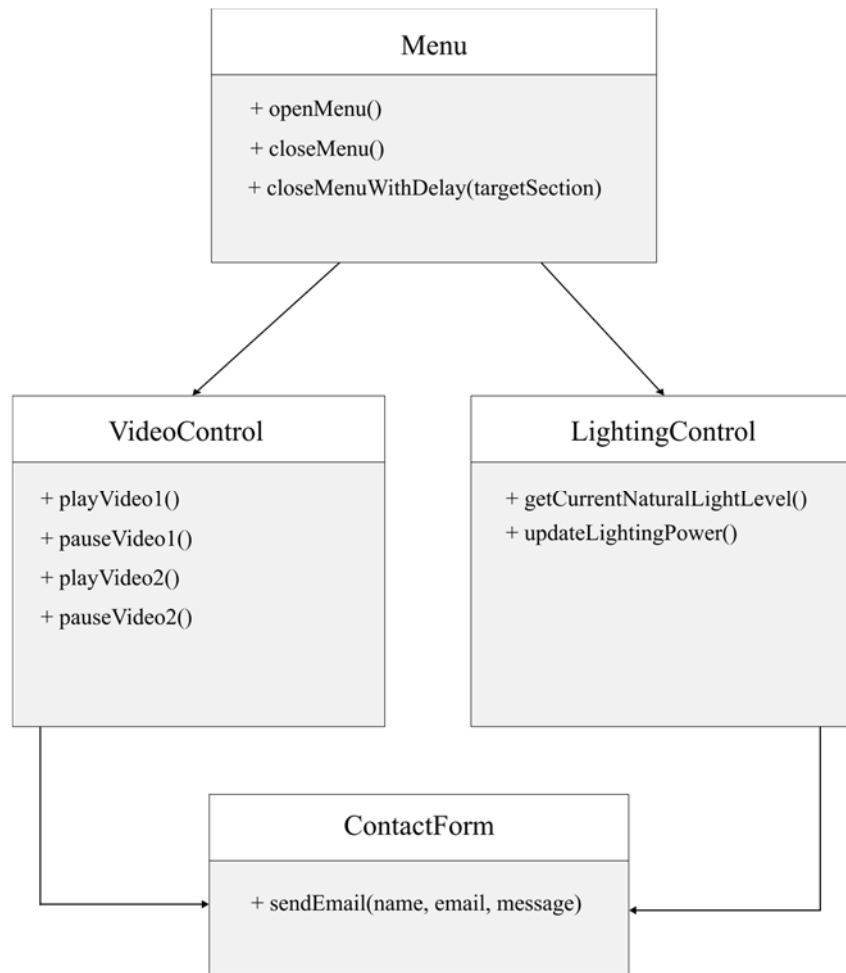 Menu
+ openMenu()
+ closeMenu()
+ closeMenuWithDelay(targetSection)
VideoControl
+ playVideo1()
+ pauseVideo1()
+ playVideo2()
+ pauseVideo2()
LightingControl
+ getCurrentNaturalLightLevel()
+ updateLightingPower()
ContactForm
+ sendEmail(name, email, message)